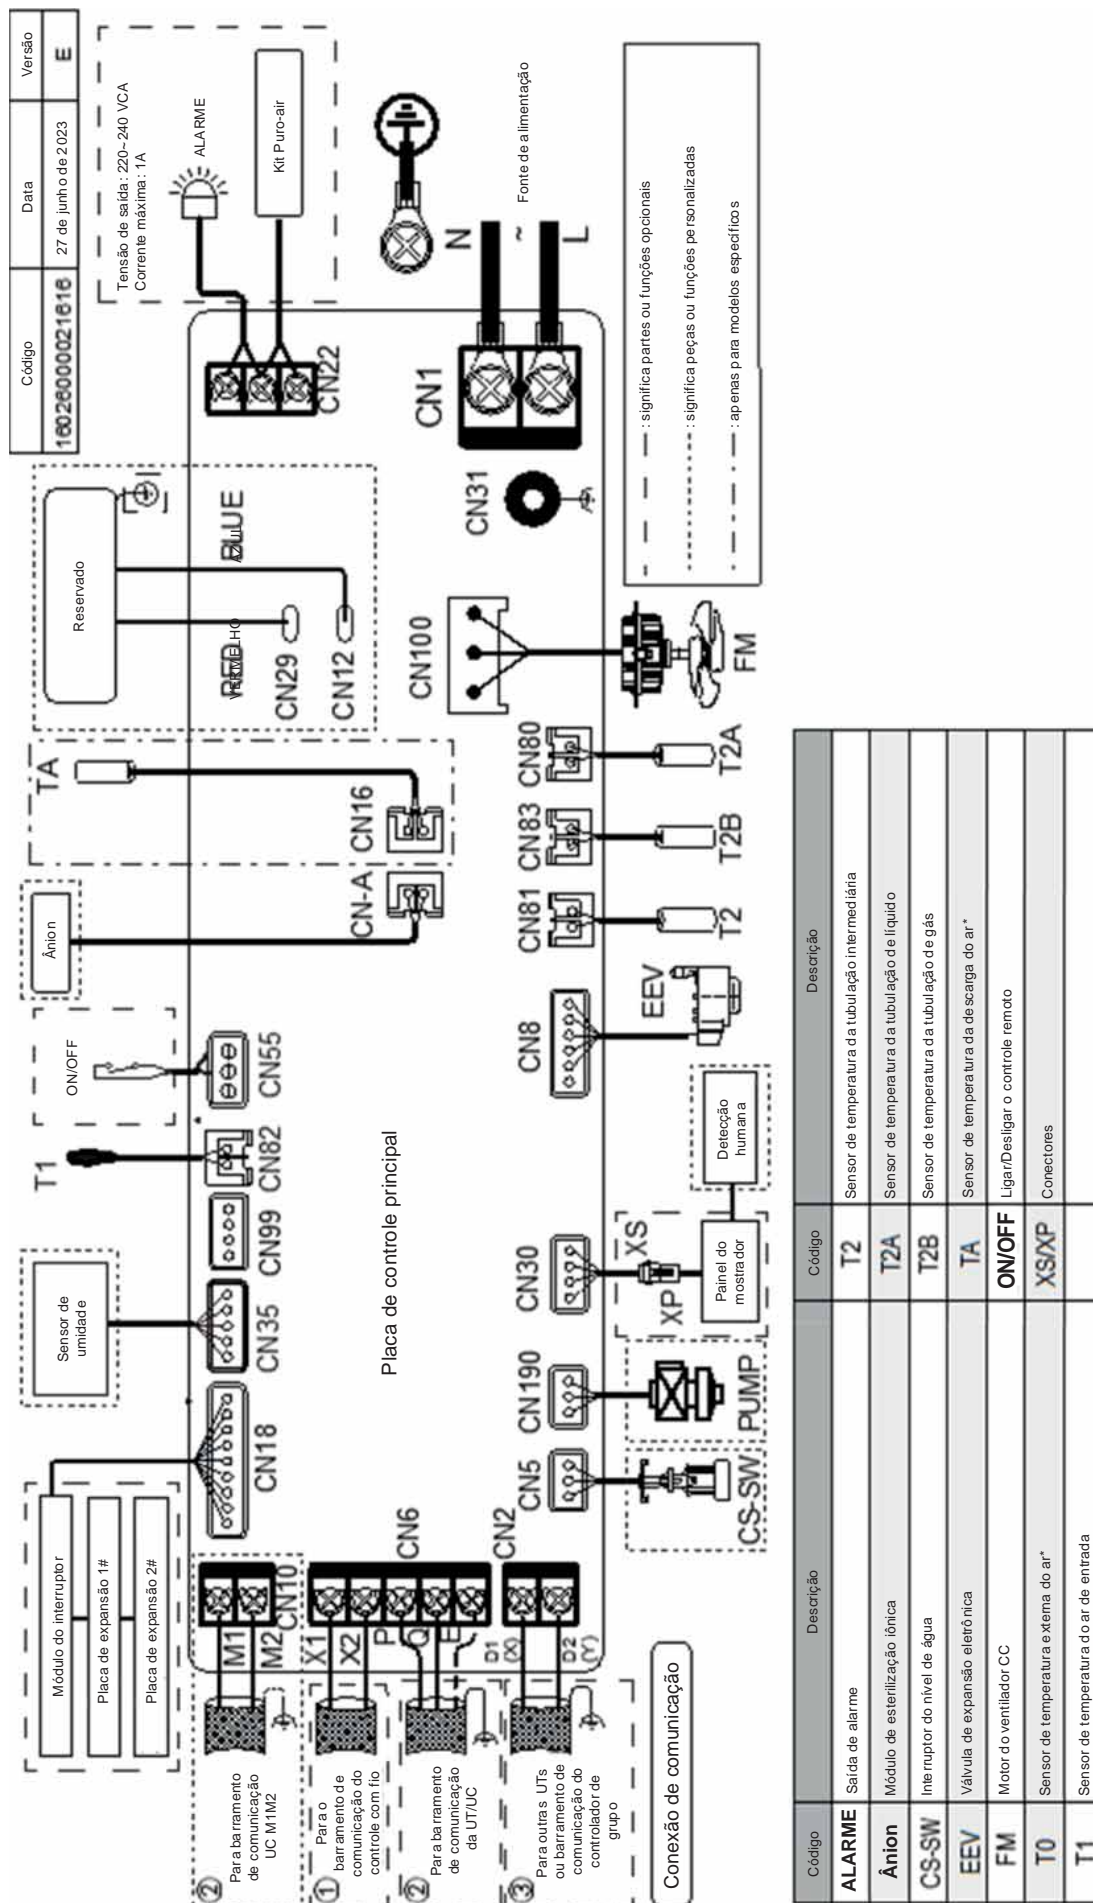 Código Data Versão
16026000021616 27 de junho de 2023 E
Tensão de saída: 220~240 VCA
Corrente máxima: 1A
ALARME
Kit Puro-air
CN22
N
~
L
Fonte de alimentação
CN1
CN31
: significa partes ou funções opcionais
: significa peças ou funções personalizadas
: apenas para modelos específicos
Reservado
RED
VERMELHO
BLUE
AZUL
CN29
CN12
CN100
FM
TA
CN16
CN80
T2A
CN83
T2B
CN81
T2
Ânion
CN-A
CN8
EEV
ON/OFF
CN55
T1
CN82
CN99
Sensor de
umidade
CN35
Placa de controle principal
CN30
XS
XP
Painel do
mostrador
Detecção
humana
CN190
PUMP
CN5
CS-SW
Módulo do interruptor
Placa de expansão 1#
Placa de expansão 2#
CN18
CN10
M1
M2
CN6
X1
X2
P
Q
E
CN2
D1
(X)
D2
(Y)
②
Para barramento
de comunicação
UC M1M2
①
Para o
barramento de
comunicação do
controle com fio
②
Para barramento
de comunicação
da UT/UC
③
Para outras UTs
ou barramento de
comunicação do
controlador de
grupo
Conexão de comunicação
Código Descrição Código Descrição
ALARME Saída de alarme T2 Sensor de temperatura da tubulação intermediária
Ânion Módulo de esterilização iônica T2A Sensor de temperatura da tubulação de líquido
CS-SW Interruptor do nível de água T2B Sensor de temperatura da tubulação de gás
EEV Válvula de expansão eletrônica TA Sensor de temperatura da descarga do ar*
FM Motor do ventilador CC ON/OFF Ligar/Desligar o controle remoto
T0 Sensor de temperatura externa do ar* XS/XP Conectores
T1 Sensor de temperatura do ar de entrada